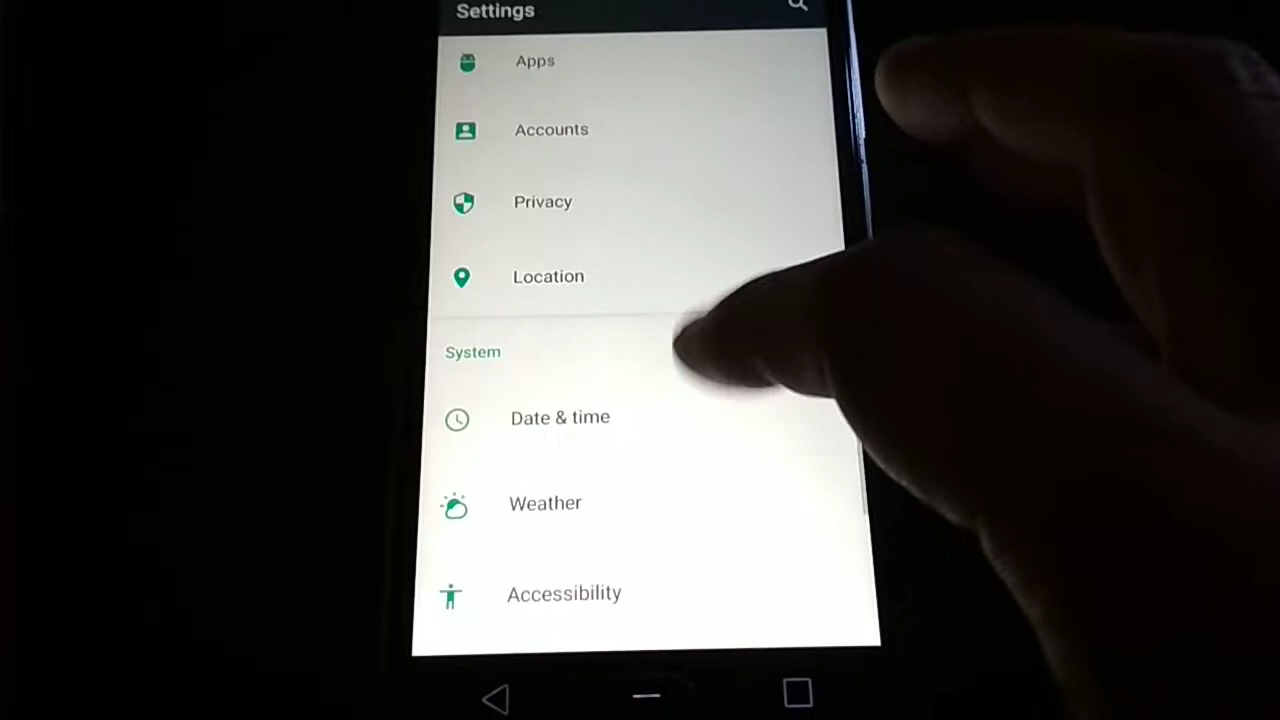 Settings
Apps
Accounts
Privacy
Location
System
Date & time
Weather
Accessibility